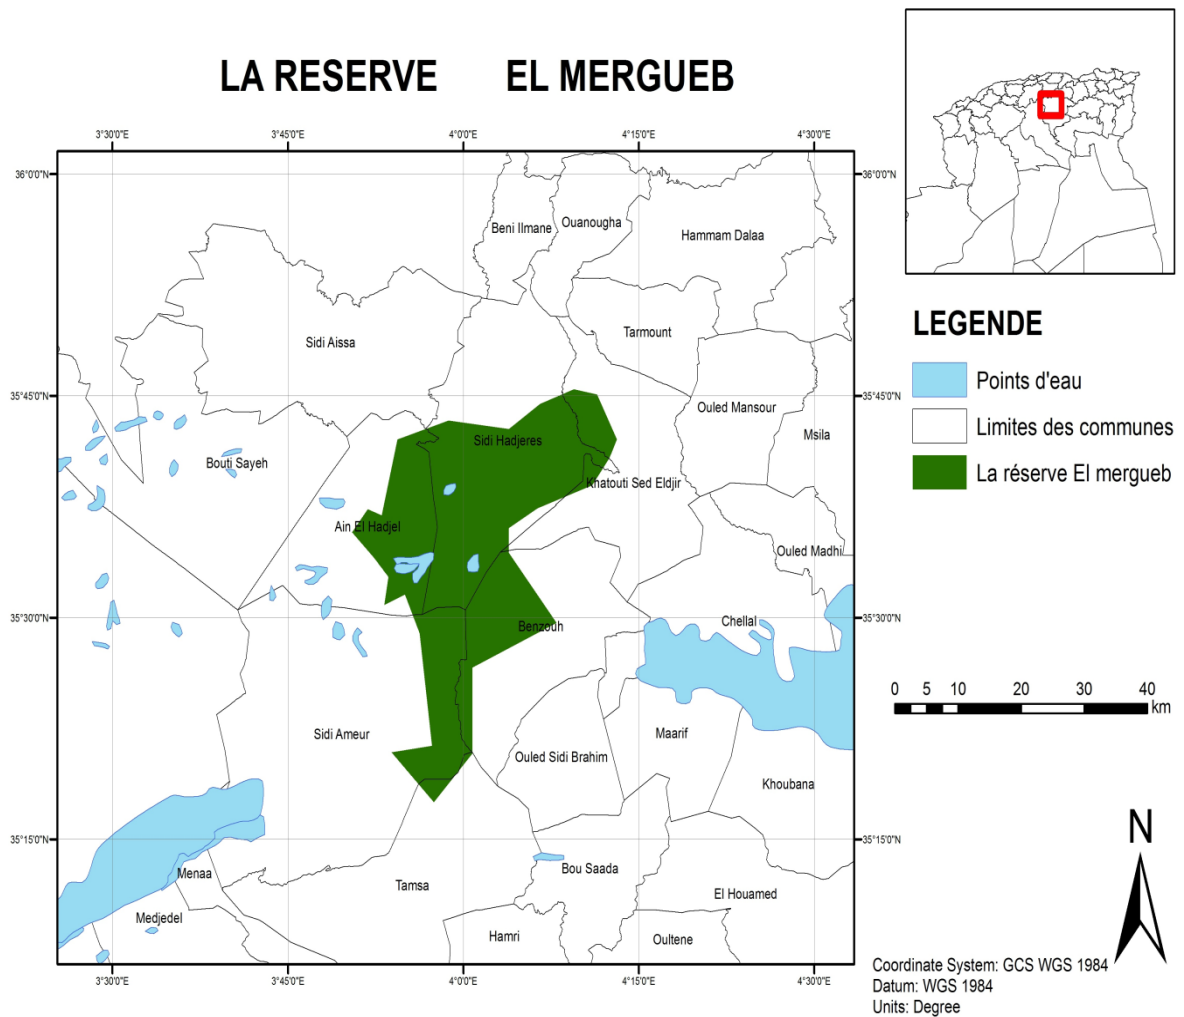 LA RESERVE EL MERGUEB
3°30'0"E 3°45'0"E 4°0'0"E 4°15'0"E 4°30'0"E
36°0'0"N 36°0'0"N
Beni Ilmane
Ouanougha
Hammam Dalaa
Sidi Aissa
Tarmount
35°45'0"N 35°45'0"N
Ouled Mansour
Msila
Sidi Hadjeres
Bouti Sayeh
Khatouti Sed Eldjir
Ain El Hadjel
Ouled Madhi
35°30'0"N 35°30'0"N
Benzouh
Chellal
Sidi Ameur
Maarif
Ouled Sidi Brahim
Khoubana
35°15'0"N 35°15'0"N
Menaa
Bou Saada
Tamsa
El Houamed
Medjedel
Hamri
Oultene
3°30'0"E 3°45'0"E 4°0'0"E 4°15'0"E 4°30'0"E
LEGENDE
Points d'eau
Limites des communes
La réserve El mergueb
0 5 10 20 30 40
km
N
Coordinate System: GCS WGS 1984
Datum: WGS 1984
Units: Degree